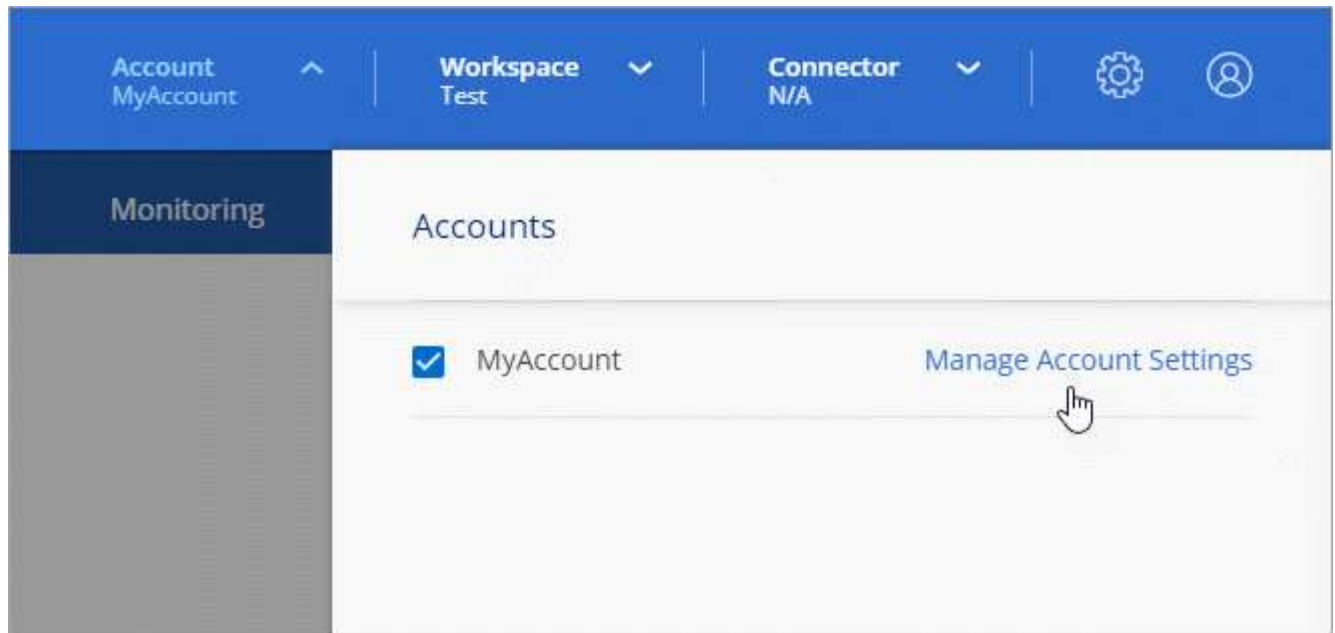 Account
MyAccount
Workspace
Test
Connector
N/A
Monitoring
Accounts
MyAccount
Manage Account Settings